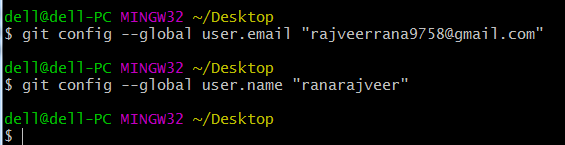 dell@dell-PC MINGW32 ~/Desktop
$ git config --global user.email "rajveerrana9758@gmail.com"
dell@dell-PC MINGW32 ~/Desktop
$ git config --global user.name "ranarajveer"
dell@dell-PC MINGW32 ~/Desktop
$